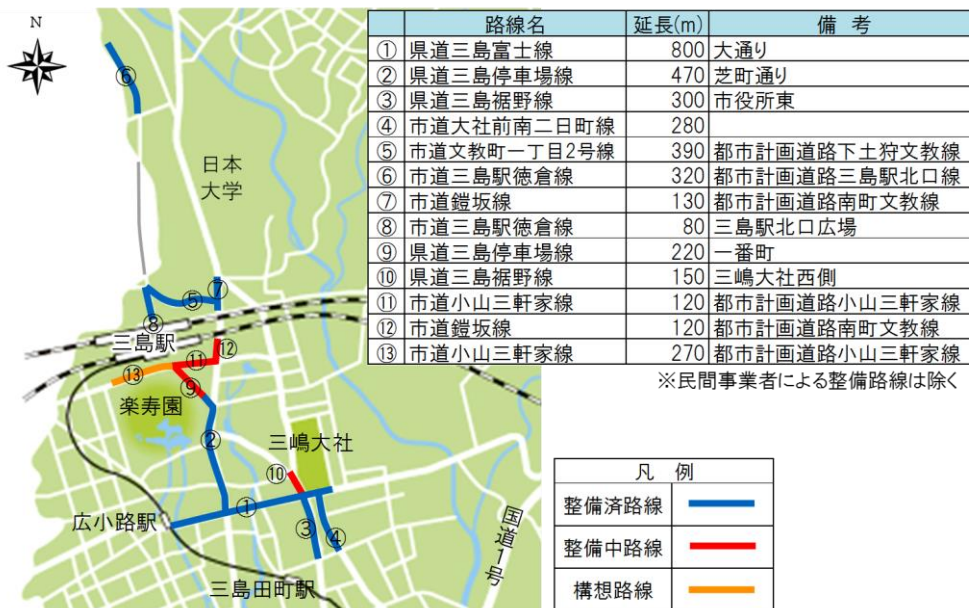 N
日本
大学
三島駅
楽寿園
三嶋大社
広小路駅
三島田町駅
国道1号
⑥
⑤
⑦
⑧
⑫
⑪
⑬
⑨
②
⑩
①
③
④
路線名 延長(m) 備 考
① 県道三島富士線 800 大通り
② 県道三島停車場線 470 芝町通り
③ 県道三島裾野線 300 市役所東
④ 市道大社前南二日町線 280
⑤ 市道文教町一丁目2号線 390 都市計画道路下土狩文教線
⑥ 市道三島駅徳倉線 320 都市計画道路三島駅北口線
⑦ 市道鎧坂線 130 都市計画道路南町文教線
⑧ 市道三島駅徳倉線 80 三島駅北口広場
⑨ 県道三島停車場線 220 一番町
⑩ 県道三島裾野線 150 三嶋大社西側
⑪ 市道小山三軒家線 120 都市計画道路小山三軒家線
⑫ 市道鎧坂線 120 都市計画道路南町文教線
⑬ 市道小山三軒家線 270 都市計画道路小山三軒家線
※民間事業者による整備路線は除く
凡 例
整備済路線
整備中路線
構想路線